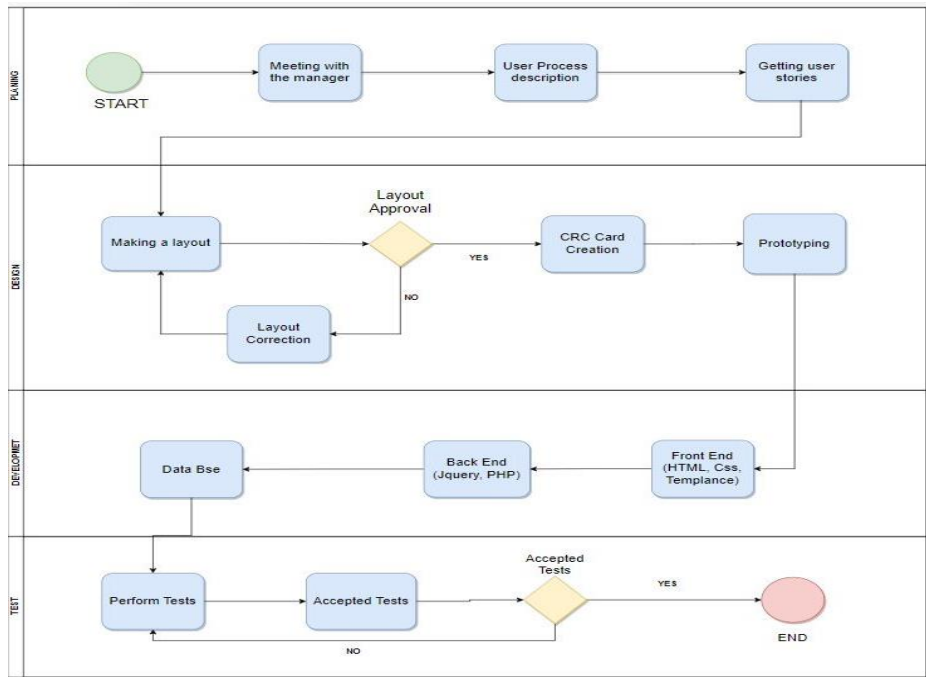 PLANING
START
Meeting with
the manager
User Process
description
Getting user
stories
DESIGN
Making a layout
Layout
Approval
YES
NO
CRC Card
Creation
Prototyping
Layout
Correction
DEVELOPMET
Data Bse
Back End
(Jquery, PHP)
Front End
(HTML, Css,
Templance)
TEST
Perform Tests
Accepted Tests
Accepted
Tests
YES
NO
END